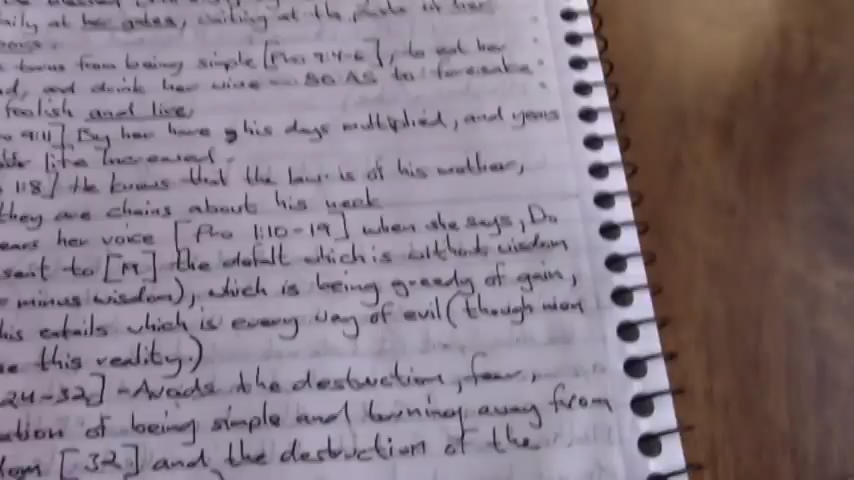 daily at her gates, waiting at the posts of her
turns from being simple [Pro 9:4-6], to eat her
and drink her wine - SO AS to forsake
foolish and live.
9:11] By her have his days multiplied, and years
life Increased.
1:8] He knows that the law is of his mother,
they are chains about his neck
hears her voice [Pro 1:10-19] when she says, Do
sent to [19] the default which is without wisdom
minus wisdom), which is being greedy of gain,
his entails which is every way of evil (though
this reality.)
24-32] - Avoids the destruction, fear,
ation of being simple and turning away from
dom [32] and the destruction of the